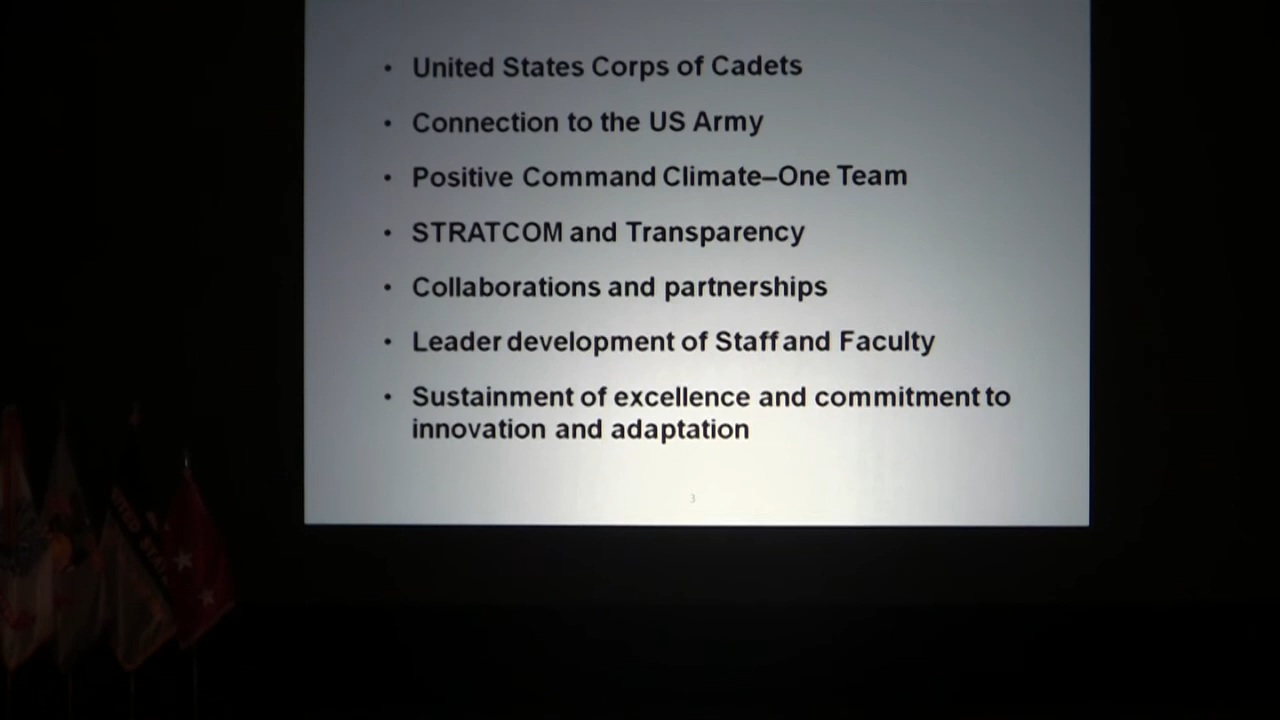 • United States Corps of Cadets
• Connection to the US Army
• Positive Command Climate–One Team
• STRATCOM and Transparency
• Collaborations and partnerships
• Leader development of Staff and Faculty
• Sustainment of excellence and commitment to
innovation and adaptation
3